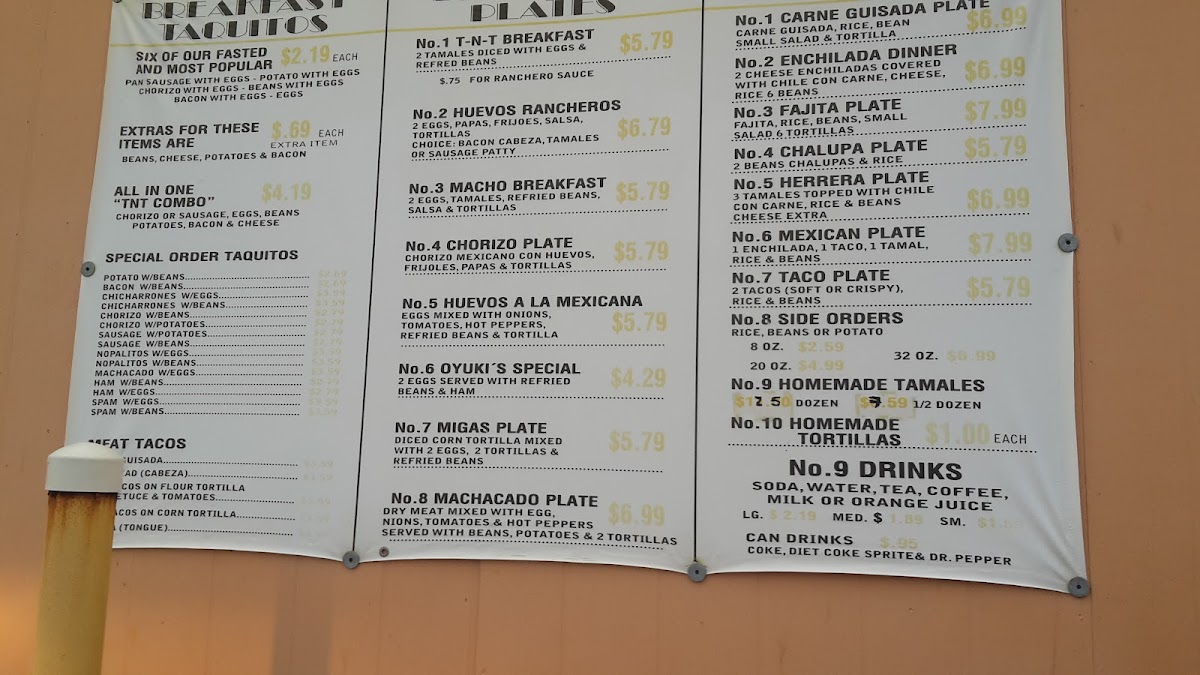 BREAKFAST
TAQUITOS
SIX OF OUR FASTED
AND MOST POPULAR $2.19 EACH
PAN SAUSAGE WITH EGGS - POTATO WITH EGGS
CHORIZO WITH EGGS - BEANS WITH EGGS
BACON WITH EGGS - EGGS
EXTRAS FOR THESE
ITEMS ARE $.69 EACH
EXTRA ITEM
BEANS, CHEESE, POTATOES & BACON
ALL IN ONE
"TNT COMBO" $4.19
CHORIZO OR SAUSAGE, EGGS, BEANS
POTATOES, BACON & CHEESE
SPECIAL ORDER TAQUITOS
POTATO W/BEANS
BACON W/BEANS
CHICHARRONES W/EGGS
CHICHARRONES W/BEANS
CHORIZO W/BEANS
CHORIZO W/POTATOES
SAUSAGE W/POTATOES
SAUSAGE W/BEANS
NOPALITOS W/EGGS
NOPALITOS W/BEANS
MACHACADO W/EGGS
HAM W/BEANS
HAM W/EGGS
SPAM W/EGGS
SPAM W/BEANS
MEAT TACOS
GUISADA
(CABEZA)
ACOS ON FLOUR TORTILLA
ETUCE & TOMATOES
ACOS ON CORN TORTILLA
(TONGUE)
PLATES
No.1 T-N-T BREAKFAST $5.79
2 TAMALES DICED WITH EGGS &
REFRED BEANS
$.75 FOR RANCHERO SAUCE
No.2 HUEVOS RANCHEROS
2 EGGS, PAPAS, FRIJOES, SALSA,
TORTILLAS $6.79
CHOICE: BACON CABEZA, TAMALES
OR SAUSAGE PATTY
No.3 MACHO BREAKFAST $5.79
2 EGGS, TAMALES, REFRIED BEANS,
SALSA & TORTILLAS
No.4 CHORIZO PLATE $5.79
CHORIZO MEXICANO CON HUEVOS,
FRIJOLES, PAPAS & TORTILLAS
No.5 HUEVOS A LA MEXICANA
EGGS MIXED WITH ONIONS,
TOMATOES, HOT PEPPERS, $5.79
REFRIED BEANS & TORTILLA
No.6 OYUKI´S SPECIAL $4.29
2 EGGS SERVED WITH REFRIED
BEANS & HAM
No.7 MIGAS PLATE $5.79
DICED CORN TORTILLA MIXED
WITH 2 EGGS, 2 TORTILLAS &
REFRIED BEANS
No.8 MACHACADO PLATE $6.99
DRY MEAT MIXED WITH EGG,
NIONS, TOMATOES & HOT PEPPERS
SERVED WITH BEANS, POTATOES & 2 TORTILLAS
No.1 CARNE GUISADA PLATE $6.99
CARNE GUISADA, RICE, BEAN
SMALL SALAD & TORTILLA
No.2 ENCHILADA DINNER $6.99
2 CHEESE ENCHILADAS COVERED
WITH CHILE CON CARNE, CHEESE,
RICE 6 BEANS
No.3 FAJITA PLATE $7.99
FAJITA, RICE, BEANS, SMALL
SALAD 6 TORTILLAS
No.4 CHALUPA PLATE $5.79
2 BEANS CHALUPAS & RICE
No.5 HERRERA PLATE $6.99
3 TAMALES TOPPED WITH CHILE
CON CARNE, RICE & BEANS
CHEESE EXTRA
No.6 MEXICAN PLATE $7.99
1 ENCHILADA, 1 TACO, 1 TAMAL,
RICE & BEANS
No.7 TACO PLATE $5.79
2 TACOS (SOFT OR CRISPY),
RICE & BEANS
No.8 SIDE ORDERS
RICE, BEANS OR POTATO
8 OZ. $2.59
32 OZ. $6.99
20 OZ. $4.99
No.9 HOMEMADE TAMALES
DOZEN 1/2 DOZEN
No.10 HOMEMADE
TORTILLAS $1.00 EACH
No.9 DRINKS
SODA, WATER, TEA, COFFEE,
MILK OR ORANGE JUICE
LG. $2.19 MED. $1.89 SM.
CAN DRINKS $.95
COKE, DIET COKE SPRITE & DR. PEPPER